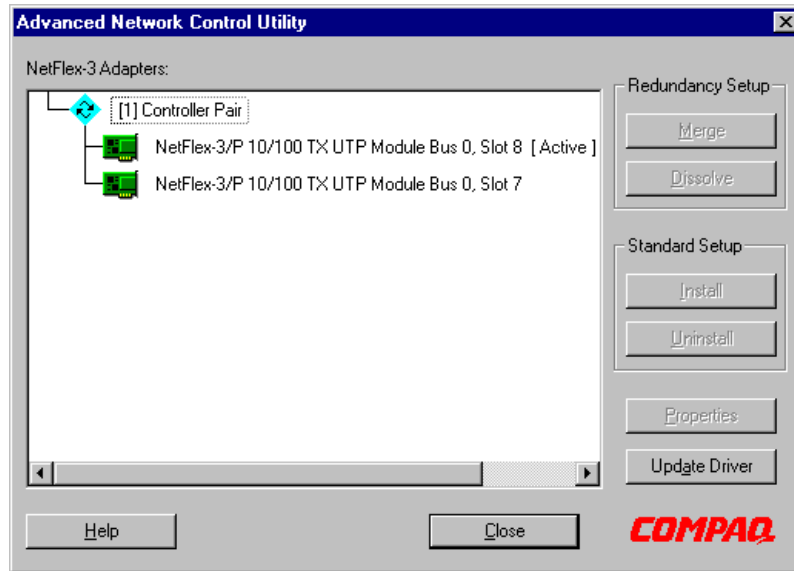 Advanced Network Control Utility
NetFlex-3 Adapters:
[1] Controller Pair
NetFlex-3/P 10/100 TX UTP Module Bus 0, Slot 8 [ Active ]
NetFlex-3/P 10/100 TX UTP Module Bus 0, Slot 7
Redundancy Setup
Merge
Dissolve
Standard Setup
Install
Uninstall
Properties
Update Driver
Help
Close
COMPAQ